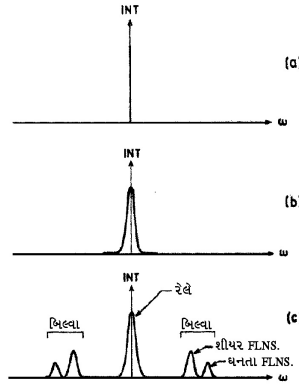 INT
(a)
ω
INT
(b)
ω
INT
રેલે
(c
બિલ્વા
બિલ્વા
શીયર FLNS.
ઘનતા FLNS.
ω